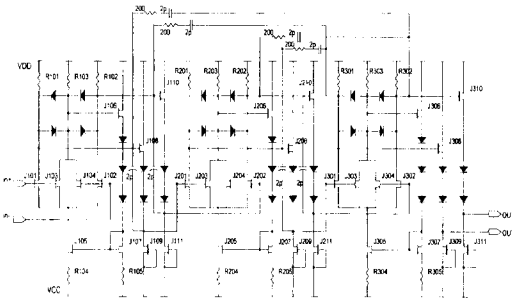 200 2p
200 2p
200 2p
200 2p
VDD
R101 R103 R102
J110
R201 R203 R202
J210
R301 R303 R302
J310
J106
J206
J306
J108
J308
J101 J103 J104 J102
2p
2p
J201 J203 J204 J202
2p
2p
J301 J303 J304 J302
J105
J107 J109 J111
J205
J207 J209 J211
J305
J307 J309 J311
OU
OU
R104
R105
R204
R205
R304
R305
VCC